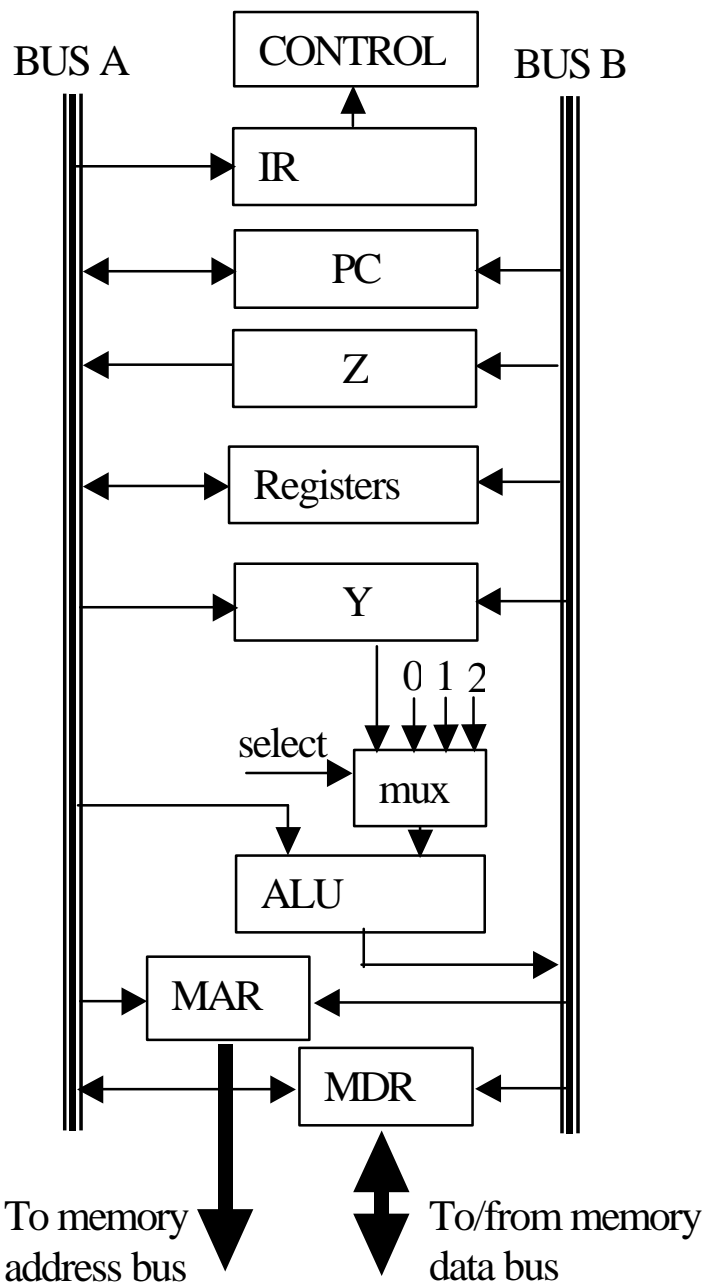 CONTROL
BUS A
BUS B
IR
PC
Z
Registers
Y
0 1 2
select
mux
ALU
MAR
MDR
To memory
address bus
To/from memory
data bus